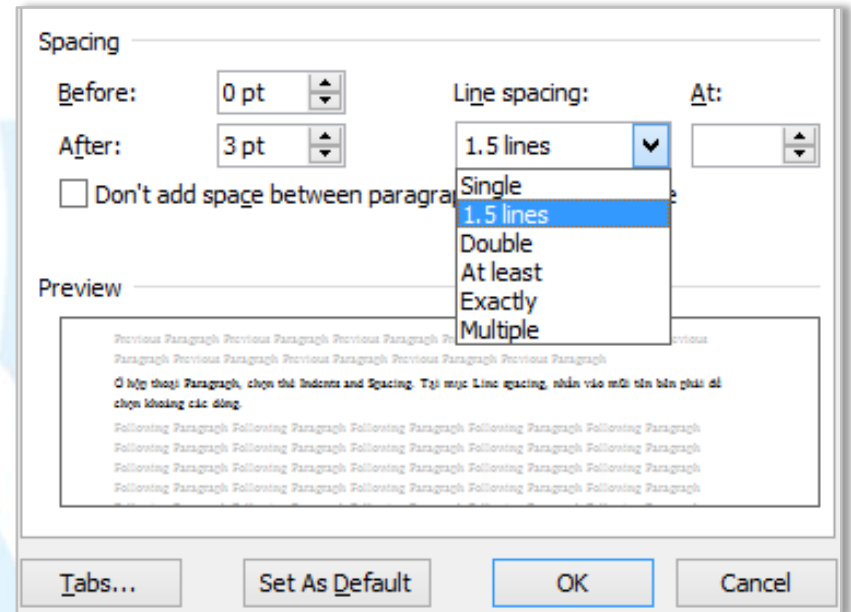 Spacing
Before: 0 pt Line spacing: At:
After: 3 pt 1.5 lines
Don't add space between paragra
Single
1.5 lines
Double
At least
Exactly
Multiple
Preview
Previous Paragraph Previous Paragraph Previous Paragraph
Paragraph Previous Paragraph Previous Paragraph Previous Paragraph Previous Paragraph
Ở hộp thoại Paragraph, chọn thẻ Indents and Spacing. Tại mục Line spacing, nhấn vào mũi tên bên phải để
chọn khoảng các dòng.
Following Paragraph Following Paragraph Following Paragraph Following Paragraph Following Paragraph
Following Paragraph Following Paragraph Following Paragraph Following Paragraph Following Paragraph
Following Paragraph Following Paragraph Following Paragraph Following Paragraph Following Paragraph
Following Paragraph Following Paragraph Following Paragraph Following Paragraph Following Paragraph
Tabs... Set As Default OK Cancel